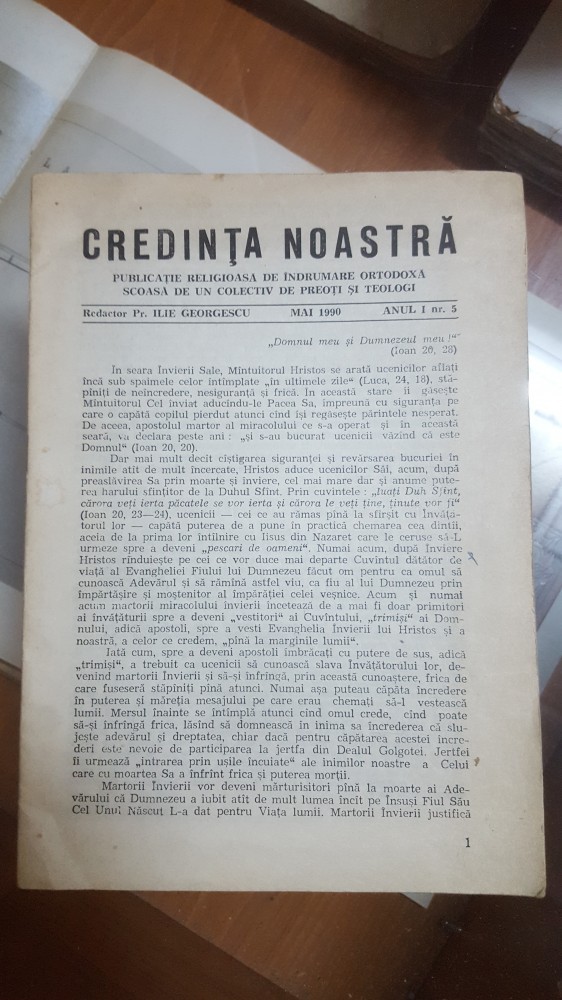 CREDINȚA NOASTRĂ
PUBLICAȚIE RELIGIOASA DE ÎNDRUMARE ORTODOXA
SCOASA DE UN COLECTIV DE PREOȚI ȘI TEOLOGI
Redactor Pr. ILIE GEORGESCU MAI 1990 ANUL I nr. 5
„Domnul meu și Dumnezeul meu !“
(Ioan 20, 28)
În seara Învierii Sale, Mîntuitorul Hristos se arată ucenicilor aflați
încă sub spaimele celor întîmplate „în ultimele zile“ (Luca, 24, 18), stă-
pîniți de neîncredere, nesiguranță și frică. În această stare îi găsește
Mîntuitorul Cel înviat aducîndu-le Pacea Sa, împreună cu siguranța pe
care o capătă copilul pierdut atunci cînd își regăsește părintele nesperat.
De aceea, apostolul martor al miracolului ce s-a operat și în această
seară, va declara peste ani : „și s-au bucurat ucenicii văzînd că este
Domnul“ (Ioan 20, 20).
Dar mai mult decît cîștigarea siguranței și revărsarea bucuriei în
inimile atît de mult încercate, Hristos aduce ucenicilor Săi, acum, după
preaslăvirea Sa prin moarte și înviere, cel mai mare dar și anume pute-
rea harului sfințitor de la Duhul Sfînt. Prin cuvintele : „luați Duh Sfînt,
cărora veți ierta păcatele se vor ierta și cărora le veți ține, ținute vor fi“
(Ioan 20, 23—24), ucenicii — cei ce au rămas pînă la sfîrșit cu Învăță-
torul lor — capătă puterea de a pune în practică chemarea cea dintîi,
aceia de la prima lor întîlnire cu Iisus din Nazaret care le ceruse să-L
urmeze spre a deveni „pescari de oameni“. Numai acum, după Înviere
Hristos rînduiește pe cei ce vor duce mai departe Cuvîntul dătător de
viață al Evangheliei Fiului lui Dumnezeu făcut om pentru ca omul să
cunoască Adevărul și să rămînă astfel viu, ca fiu al lui Dumnezeu prin
împărtășire și moștenitor al împărăției celei veșnice. Acum și numai
acum martorii miracolului învierii încetează de a mai fi doar primitori
ai învățăturii spre a deveni „vestitori“ ai Cuvîntului, „trimiși“ ai Dom-
nului, adică apostoli, spre a vesti Evanghelia Învierii lui Hristos și a
noastră, a celor ce credem, „pînă la marginile lumii“.
Iată cum, spre a deveni apostoli îmbrăcați cu putere de sus, adică
„trimiși“, a trebuit ca ucenicii să cunoască slava Învățătorului lor, de-
venind martorii Învierii și să-și înfrîngă, prin această cunoaștere, frica de
care fuseseră stăpîniți pînă atunci. Numai așa puteau căpăta încredere
în puterea și măreția mesajului pe care erau chemați să-l vestească
lumii. Mersul înainte se întîmplă atunci cînd omul crede, cînd poate
să-și înfrîngă frica, lăsînd să domnească în inima sa încrederea că slu-
jește adevărul și dreptatea, chiar dacă pentru căpătarea acestei încre-
deri este nevoie de participarea la jertfa din Dealul Golgotei. Jertfei
îi urmează „intrarea prin ușile încuiate“ ale inimilor noastre a Celui
care cu moartea Sa a înfrînt frica și puterea morții.
Martorii Învierii vor deveni mărturisitori pînă la moarte ai Ade-
vărului că Dumnezeu a iubit atît de mult lumea încît pe Însuși Fiul Său
Cel Unul Născut L-a dat pentru Viața lumii. Martorii Învierii justifică
1